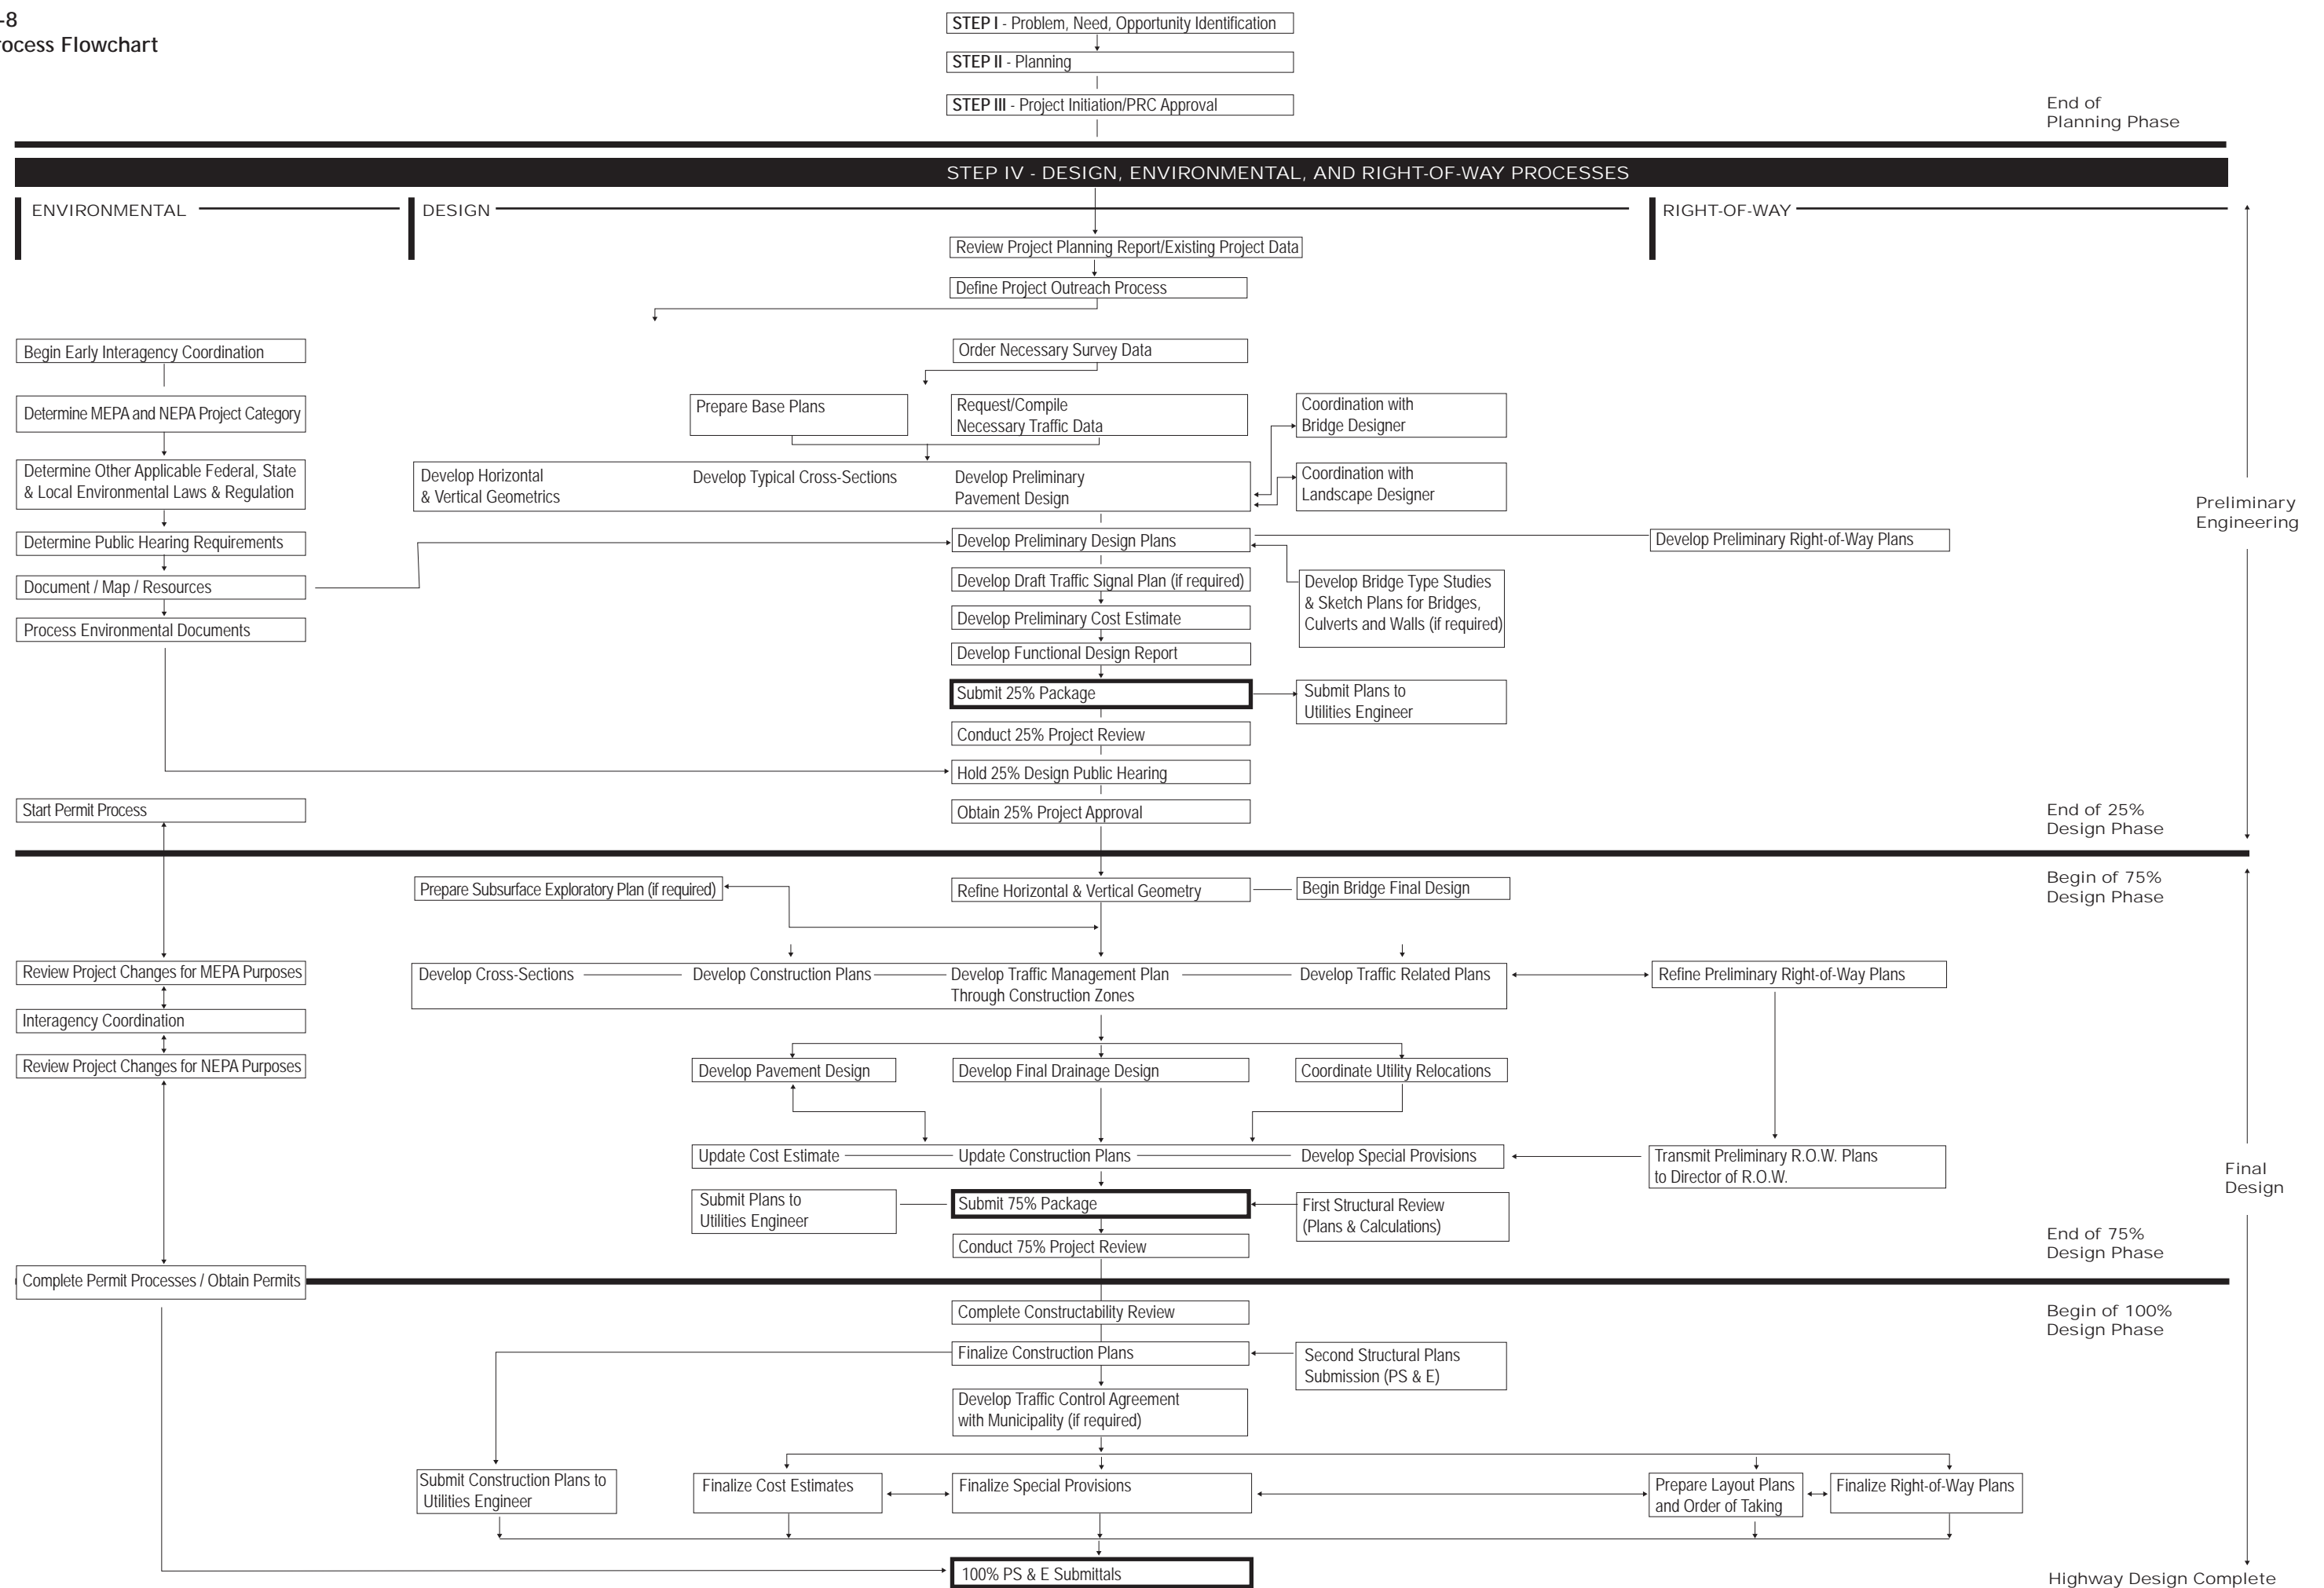 -8
rocess Flowchart
STEP I - Problem, Need, Opportunity Identification
STEP II - Planning
STEP III - Project Initiation/PRC Approval
End of
Planning Phase
STEP IV - DESIGN, ENVIRONMENTAL, AND RIGHT-OF-WAY PROCESSES
ENVIRONMENTAL
DESIGN
RIGHT-OF-WAY
Review Project Planning Report/Existing Project Data
Define Project Outreach Process
Begin Early Interagency Coordination
Order Necessary Survey Data
Determine MEPA and NEPA Project Category
Prepare Base Plans
Request/Compile
Necessary Traffic Data
Coordination with
Bridge Designer
Determine Other Applicable Federal, State
& Local Environmental Laws & Regulation
Develop Horizontal
& Vertical Geometrics
Develop Typical Cross-Sections
Develop Preliminary
Pavement Design
Coordination with
Landscape Designer
Preliminary
Engineering
Determine Public Hearing Requirements
Develop Preliminary Design Plans
Develop Preliminary Right-of-Way Plans
Document / Map / Resources
Develop Draft Traffic Signal Plan (if required)
Develop Bridge Type Studies
& Sketch Plans for Bridges,
Culverts and Walls (if required)
Process Environmental Documents
Develop Preliminary Cost Estimate
Develop Functional Design Report
Submit 25% Package
Submit Plans to
Utilities Engineer
Conduct 25% Project Review
Hold 25% Design Public Hearing
Start Permit Process
Obtain 25% Project Approval
End of 25%
Design Phase
Prepare Subsurface Exploratory Plan (if required)
Refine Horizontal & Vertical Geometry
Begin Bridge Final Design
Begin of 75%
Design Phase
Review Project Changes for MEPA Purposes
Develop Cross-Sections
Develop Construction Plans
Develop Traffic Management Plan
Through Construction Zones
Develop Traffic Related Plans
Refine Preliminary Right-of-Way Plans
Interagency Coordination
Review Project Changes for NEPA Purposes
Develop Pavement Design
Develop Final Drainage Design
Coordinate Utility Relocations
Update Cost Estimate
Update Construction Plans
Develop Special Provisions
Transmit Preliminary R.O.W. Plans
to Director of R.O.W.
Final
Design
Submit Plans to
Utilities Engineer
Submit 75% Package
First Structural Review
(Plans & Calculations)
Conduct 75% Project Review
End of 75%
Design Phase
Complete Permit Processes / Obtain Permits
Complete Constructability Review
Begin of 100%
Design Phase
Finalize Construction Plans
Second Structural Plans
Submission (PS & E)
Develop Traffic Control Agreement
with Municipality (if required)
Submit Construction Plans to
Utilities Engineer
Finalize Cost Estimates
Finalize Special Provisions
Prepare Layout Plans
and Order of Taking
Finalize Right-of-Way Plans
100% PS & E Submittals
Highway Design Complete